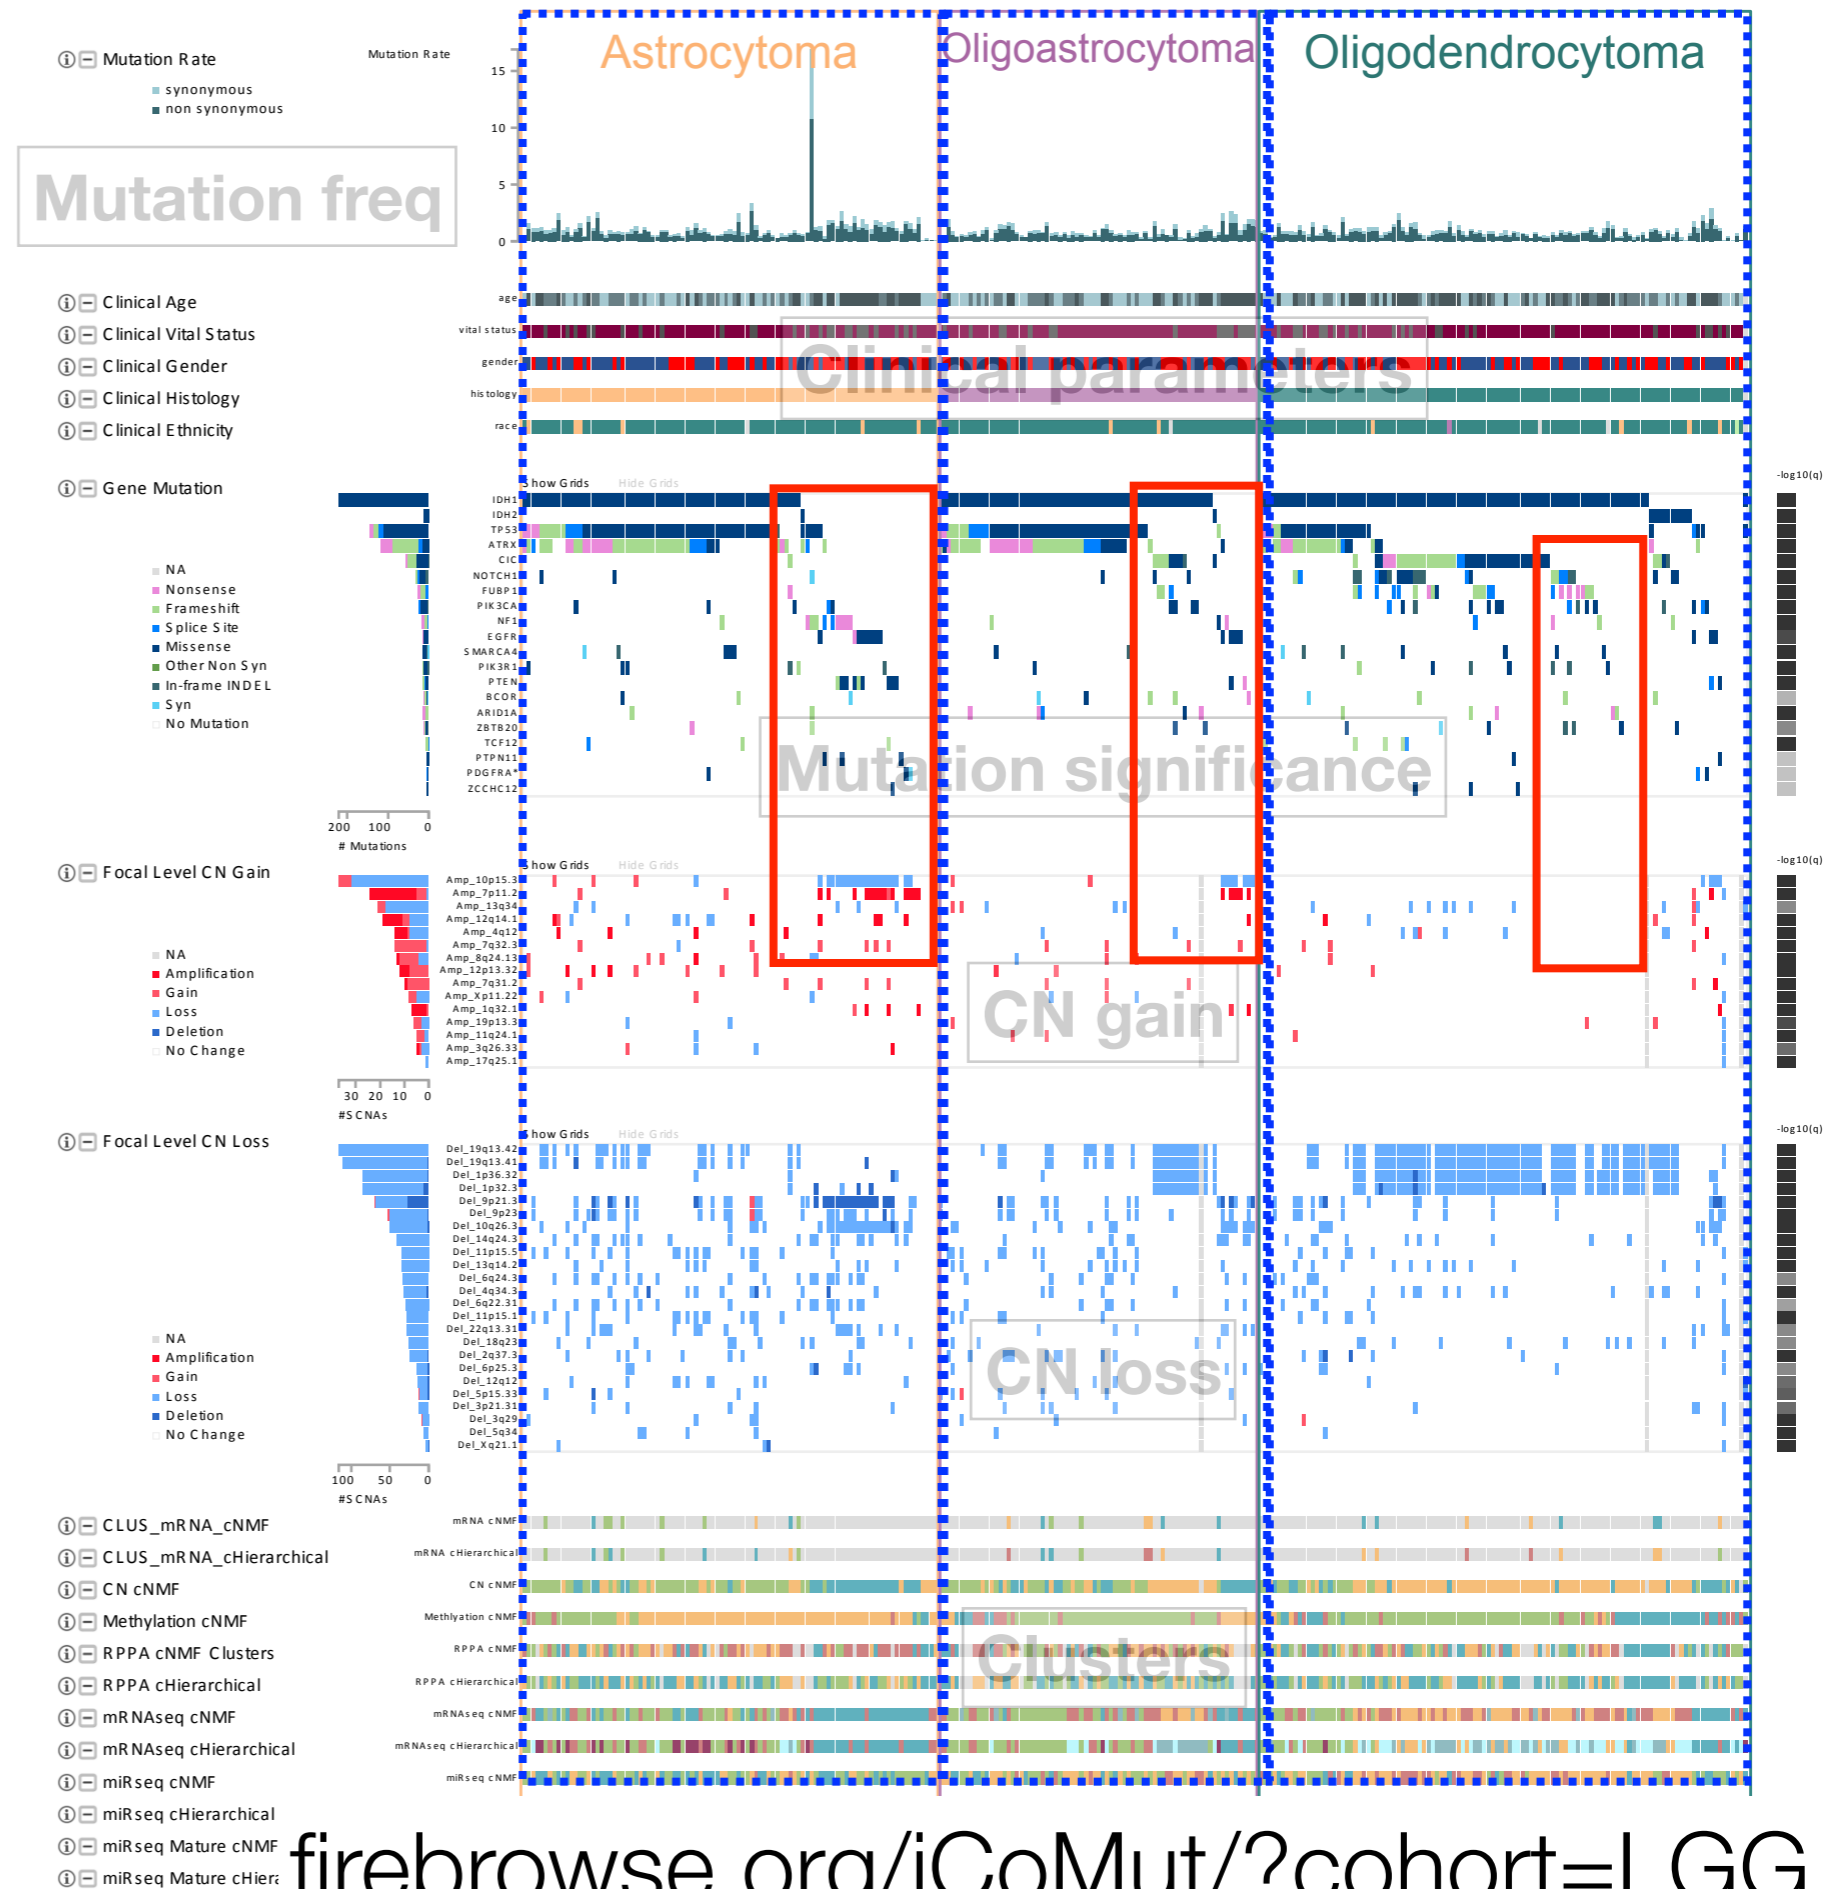 Astrocytoma
Oligoastrocytoma
Oligodendrocytoma
Mutation Rate
synonymous
non synonymous
Mutation Rate
15
10
5
0
Mutation freq
Clinical Age
Clinical Vital Status
Clinical Gender
Clinical Histology
Clinical Ethnicity
age
vital status
gender
histology
race
Clinical parameters
Gene Mutation
Show Grids Hide Grids
-log10(q)
NA
Nonsense
Frameshift
Splice Site
Missense
Other Non Syn
In-frame INDEL
Syn
No Mutation
IDH1
IDH2
TP53
ATRX
CIC
NOTCH1
FUBP1
PIK3CA
NF1
EGFR
SMARCA4
PIK3R1
PTEN
BCOR
ARID1A
ZBTB20
TCF12
PTPN11
PDGFRA*
ZCCHC12
200 100 0
# Mutations
Mutation significance
Focal Level CN Gain
Show Grids Hide Grids
-log10(q)
NA
Amplification
Gain
Loss
Deletion
No Change
Amp_10p15.3
Amp_7p11.2
Amp_13q34
Amp_12q14.1
Amp_4q12
Amp_7q32.3
Amp_8q24.13
Amp_12p13.32
Amp_7q31.2
Amp_Xp11.22
Amp_1q32.1
Amp_19p13.3
Amp_11q24.1
Amp_3q26.33
Amp_17q25.1
30 20 10 0
#SCNAs
CN gain
Focal Level CN Loss
Show Grids Hide Grids
-log10(q)
NA
Amplification
Gain
Loss
Deletion
No Change
Del_19q13.42
Del_19q13.41
Del_1p36.32
Del_1p32.3
Del_9p21.3
Del_9p23
Del_10q26.3
Del_14q24.3
Del_11p15.5
Del_13q14.2
Del_6q24.3
Del_4q34.3
Del_6q22.31
Del_11p15.1
Del_22q13.31
Del_18q23
Del_2q37.3
Del_6p25.3
Del_12q12
Del_5p15.33
Del_3p21.31
Del_3q29
Del_5q34
Del_Xq21.1
100 50 0
#SCNAs
CN loss
CLUS_mRNA_cNMF
CLUS_mRNA_cHierarchical
CN cNMF
Methylation cNMF
RPPA cNMF Clusters
RPPA cHierarchical
mRNAseq cNMF
mRNAseq cHierarchical
miRseq cNMF
miRseq cHierarchical
miRseq Mature cNMF
miRseq Mature cHiera
mRNA cNMF
mRNA cHierarchical
CN cNMF
Methlyation cNMF
RPPA cNMF
RPPA cHierarchical
mRNAseq cNMF
mRNAseq cHierarchical
miRseq cNMF
Clusters
firebrowse.org/iCoMut/?cohort=LGG